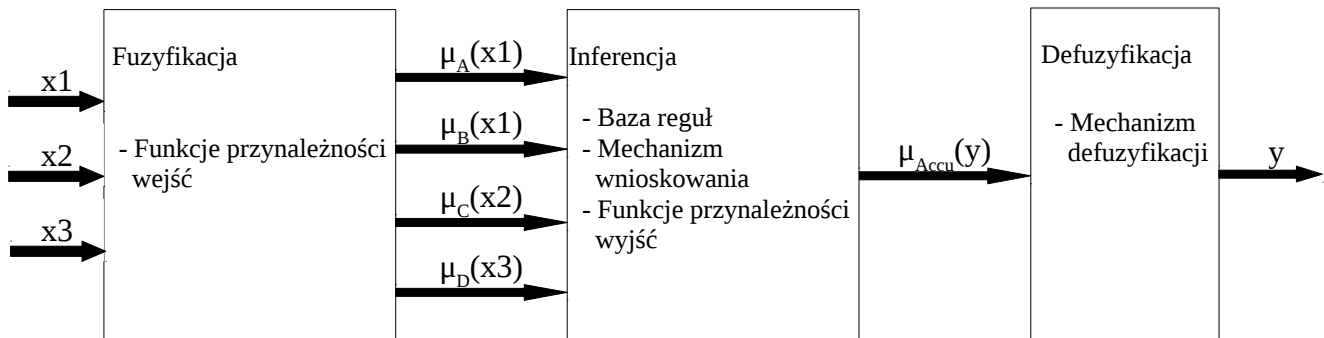 x1
x2
x3
Fuzyfikacja
- Funkcje przynależności
wejść
μA(x1)
μB(x1)
μC(x2)
μD(x3)
Inferencja
- Baza reguł
- Mechanizm
wnioskowania
- Funkcje przynależności
wyjść
μAccu(y)
Defuzyfikacja
- Mechanizm
defuzyfikacji
y